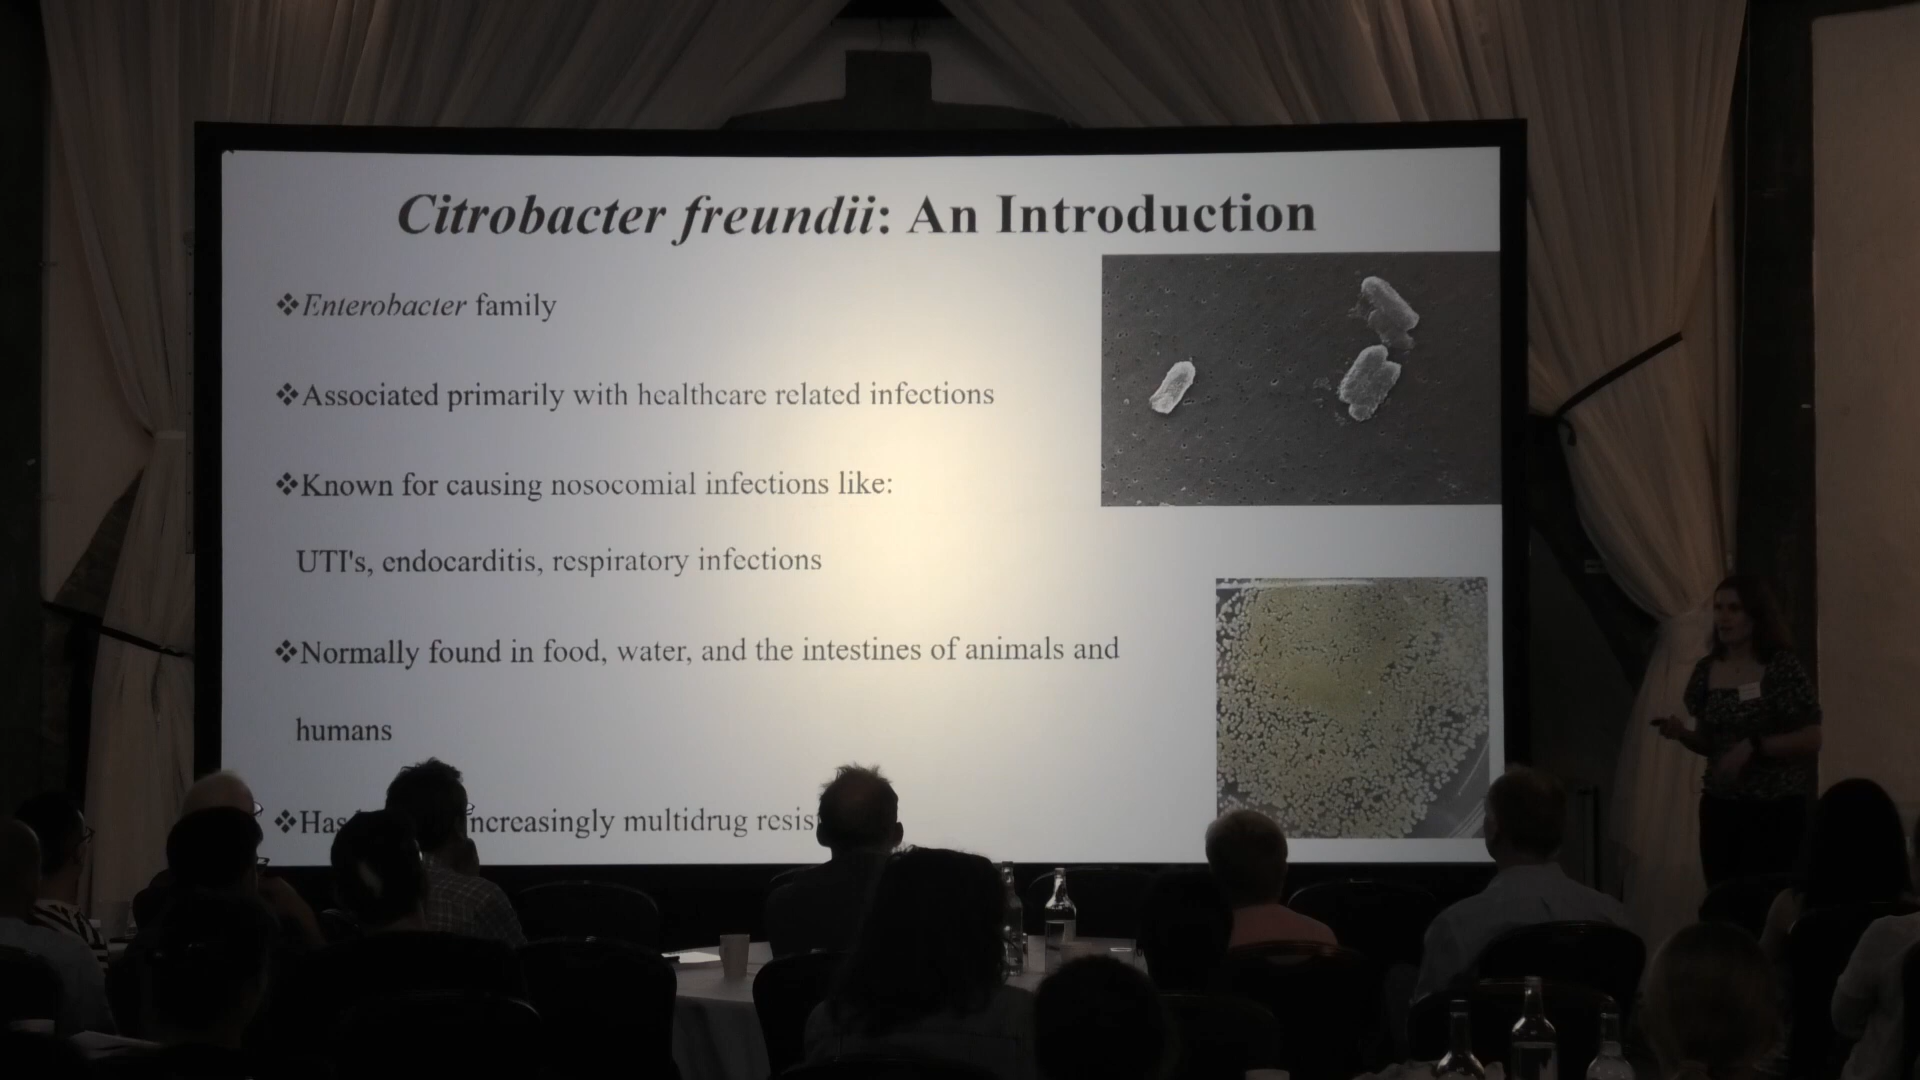 Citrobacter freundii: An Introduction
❖Enterobacter family
❖Associated primarily with healthcare related infections
❖Known for causing nosocomial infections like:
UTI's, endocarditis, respiratory infections
❖Normally found in food, water, and the intestines of animals and
humans
❖Has increasingly multidrug